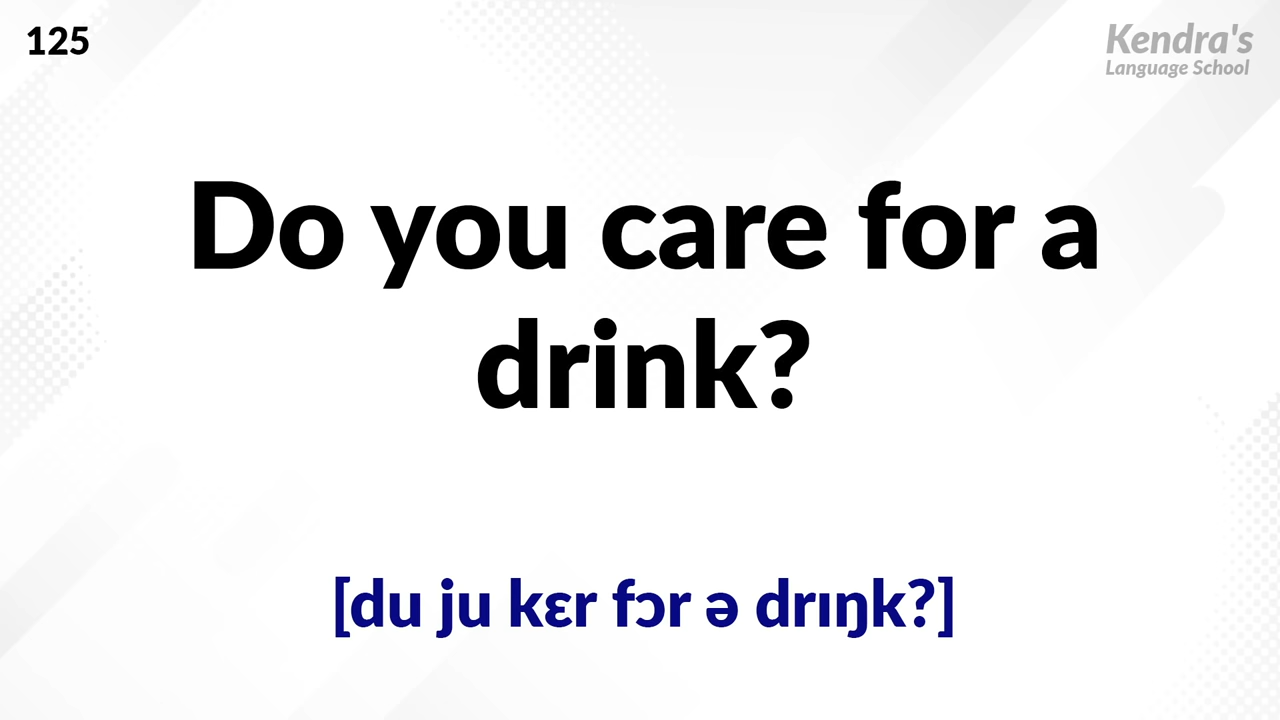 125
Kendra's
Language School
Do you care for a
drink?
[du ju kɛr fɔr ə drɪŋk?]